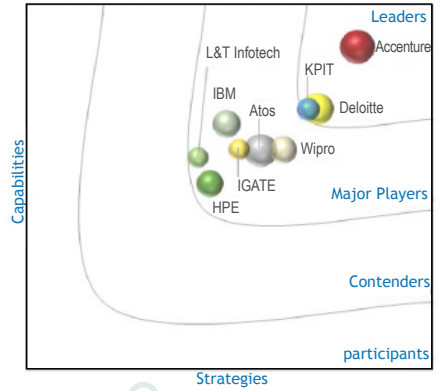 Leaders
Accenture
L&T Infotech
KPIT
IBM
Atos
Deloitte
Wipro
IGATE
HPE
Major Players
Capabilities
Contenders
participants
Strategies